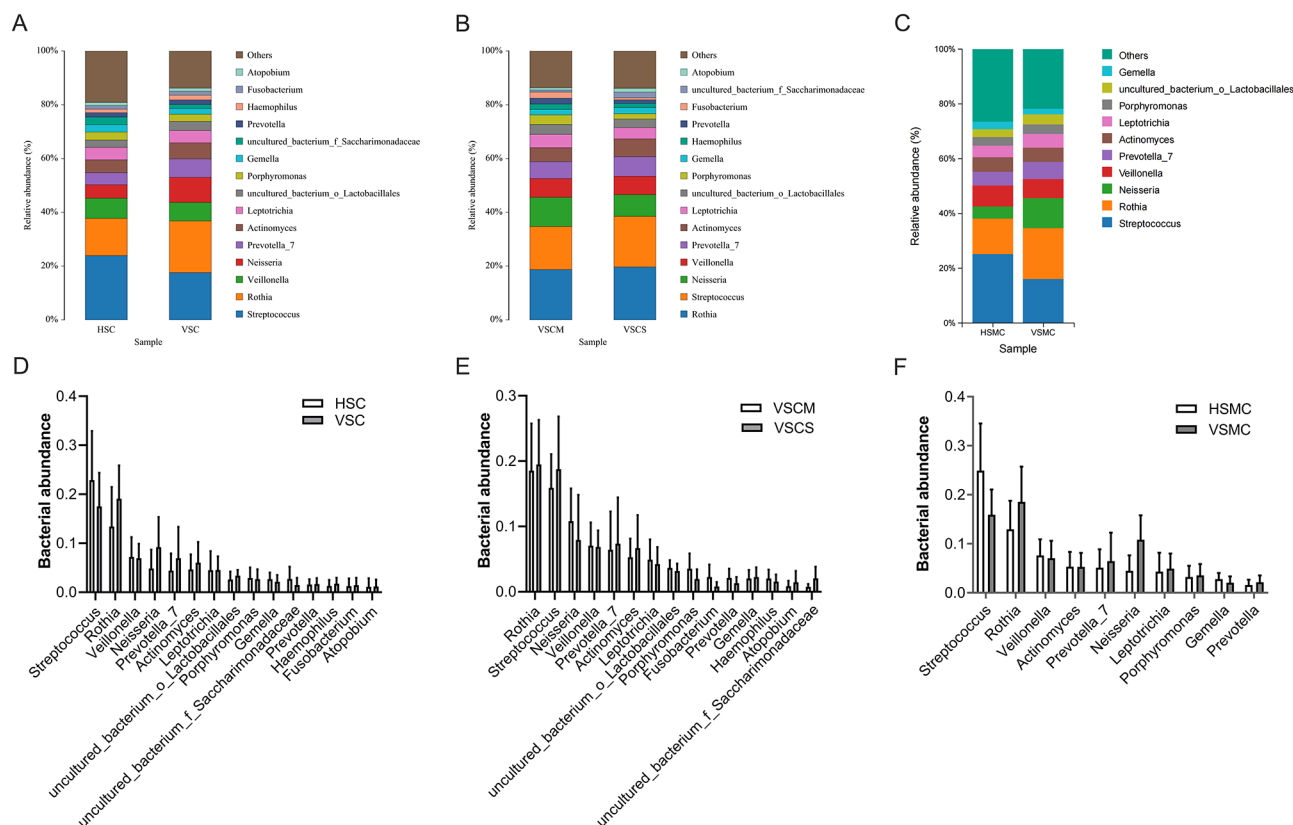 A
100%
80%
60%
40%
20%
0%
Relative abundance (%)
HSC
VSC
Sample
Others
Atopobium
Fusobacterium
Haemophilus
Prevotella
uncultured_bacterium_f_Saccharimonadaceae
Gemella
Porphyromonas
uncultured_bacterium_o_Lactobacillales
Leptotrichia
Actinomyces
Prevotella_7
Neisseria
Veillonella
Rothia
Streptococcus
B
100%
80%
60%
40%
20%
0%
Relative abundance (%)
VSCM
VSCS
Sample
Others
Atopobium
uncultured_bacterium_f_Saccharimonadaceae
Fusobacterium
Prevotella
Haemophilus
Gemella
Porphyromonas
uncultured_bacterium_o_Lactobacillales
Leptotrichia
Actinomyces
Prevotella_7
Veillonella
Neisseria
Streptococcus
Rothia
C
100%
80%
60%
40%
20%
0%
Relative abundance (%)
HSMC
VSMC
Sample
Others
Gemella
uncultured_bacterium_o_Lactobacillales
Porphyromonas
Leptotrichia
Actinomyces
Prevotella_7
Veillonella
Neisseria
Rothia
Streptococcus
D
0.4
0.3
0.2
0.1
0.0
Bacterial abundance
HSC
VSC
Streptococcus
Rothia
Veillonella
Neisseria
Prevotella_7
Actinomyces
Leptotrichia
uncultured_bacterium_o_Lactobacillales
Porphyromonas
Gemella
uncultured_bacterium_f_Saccharimonadaceae
Prevotella
Haemophilus
Fusobacterium
Atopobium
E
0.3
0.2
0.1
0.0
Bacterial abundance
VSCM
VSCS
Rothia
Streptococcus
Neisseria
Veillonella
Prevotella_7
Actinomyces
Leptotrichia
uncultured_bacterium_o_Lactobacillales
Porphyromonas
Fusobacterium
Prevotella
Gemella
Haemophilus
Atopobium
uncultured_bacterium_f_Saccharimonadaceae
F
0.4
0.3
0.2
0.1
0.0
Bacterial abundance
HSMC
VSMC
Streptococcus
Rothia
Veillonella
Actinomyces
Prevotella_7
Neisseria
Leptotrichia
Porphyromonas
Gemella
Prevotella